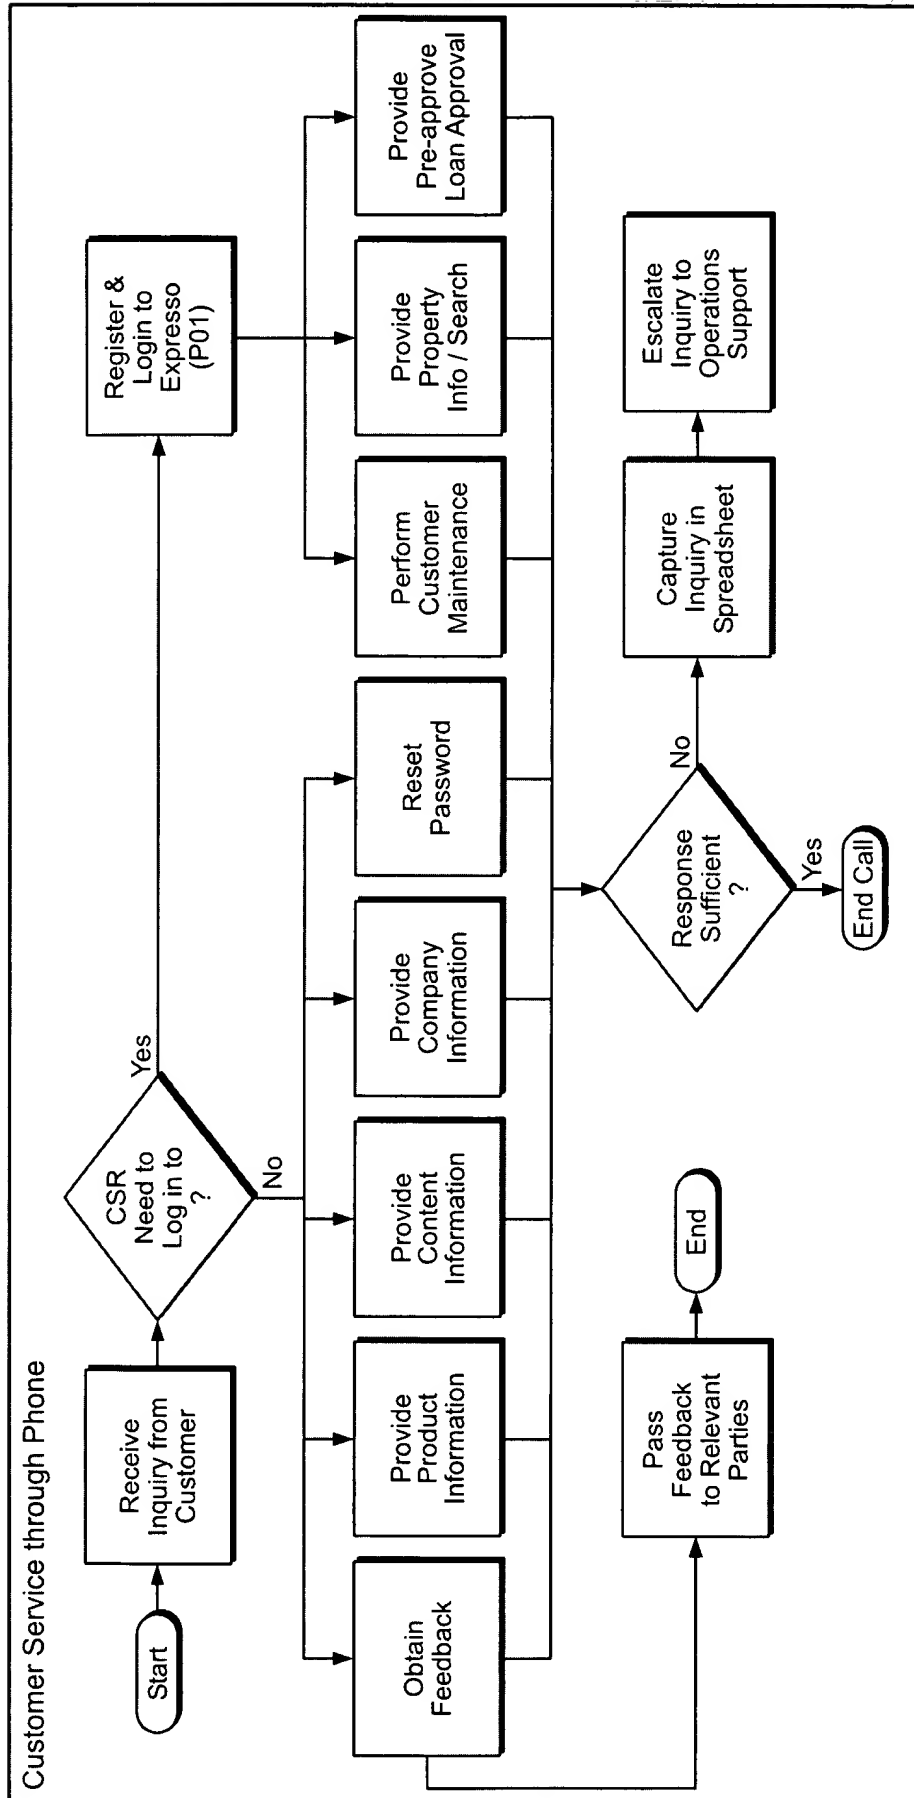 Customer Service through Phone
Start
Receive
Inquiry from
Customer
CSR
Need to
Log in to
?
Yes
No
Register &
Login to
Expresso
(P01)
Obtain
Feedback
Provide
Product
Information
Provide
Content
Information
Provide
Company
Information
Reset
Password
Perform
Customer
Maintenance
Provide
Property
Info / Search
Provide
Pre-approve
Loan Approval
Pass
Feedback
to Relevant
Parties
End
Response
Sufficient
?
No
Yes
End Call
Capture
Inquiry in
Spreadsheet
Escalate
Inquiry to
Operations
Support